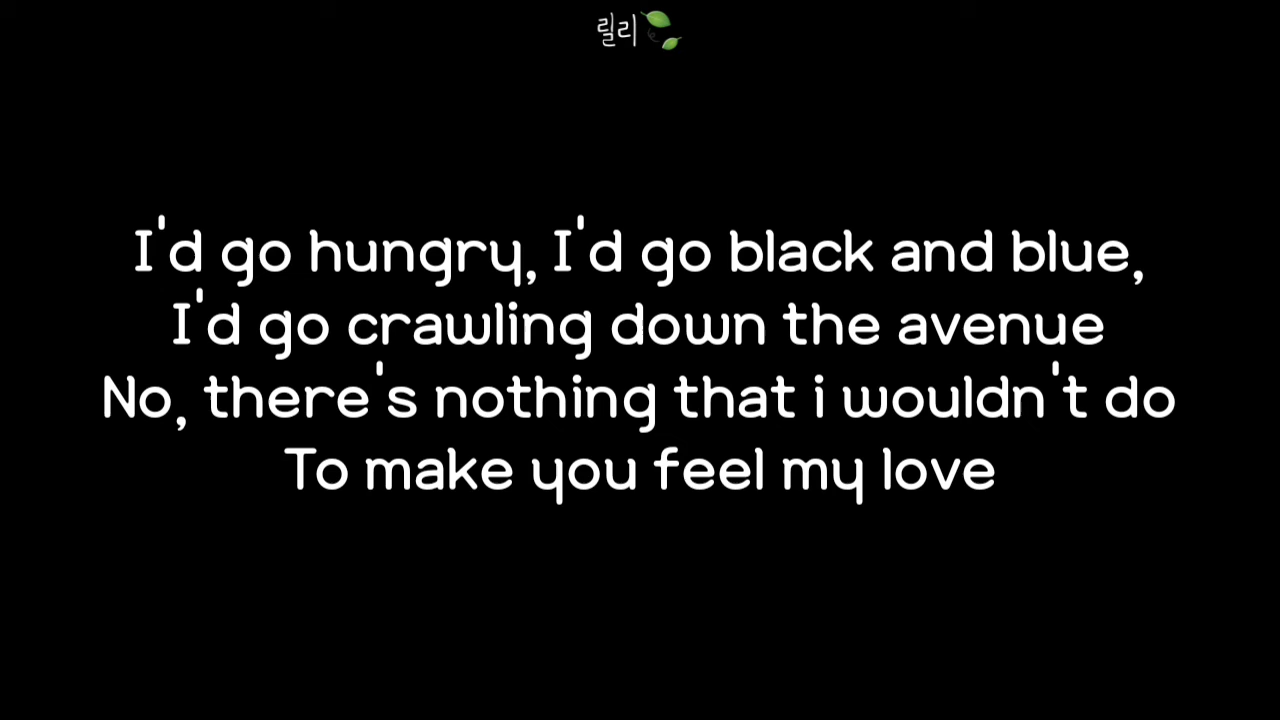 릴리🍃
I'd go hungry, I'd go black and blue,
I'd go crawling down the avenue
No, there's nothing that i wouldn't do
To make you feel my love